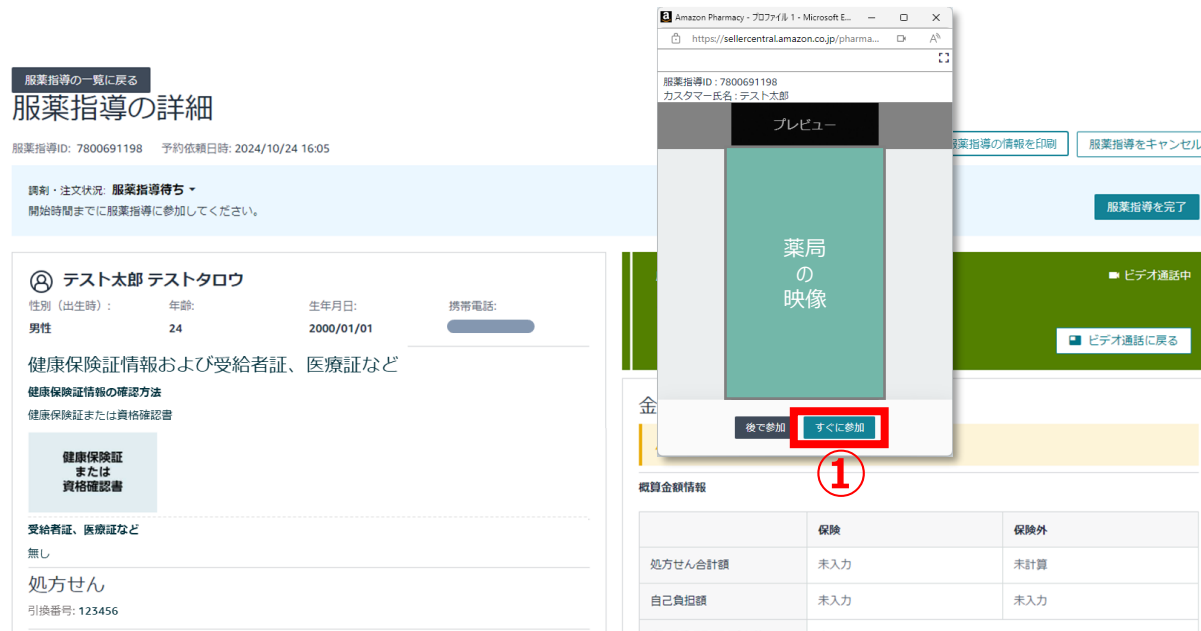 Amazon Pharmacy - プロファイル 1 - Microsoft E...
https://sellercentral.amazon.co.jp/pharma...
服薬指導ID : 7800691198
カスタマー氏名 : テスト太郎
プレビュー
薬局
の
映像
後で参加
すぐに参加
①
服薬指導の一覧に戻る
服薬指導の詳細
服薬指導ID: 7800691198 予約依頼日時: 2024/10/24 16:05
服薬指導の情報を印刷
服薬指導をキャンセル
調剤・注文状況: 服薬指導待ち
開始時間までに服薬指導に参加してください。
服薬指導を完了
テスト太郎 テストタロウ
性別（出生時）: 年齢: 生年月日: 携帯電話:
男性 24 2000/01/01
健康保険証情報および受給者証、医療証など
健康保険証情報の確認方法
健康保険証または資格確認書
健康保険証
または
資格確認書
受給者証、医療証など
無し
処方せん
引換番号: 123456
ビデオ通話中
ビデオ通話に戻る
金
概算金額情報
保険 保険外
処方せん合計額 未入力 未計算
自己負担額 未入力 未入力